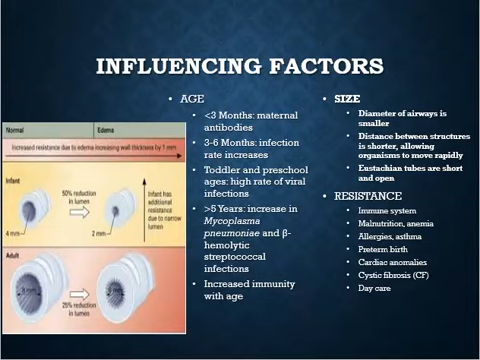 INFLUENCING FACTORS
Normal
Edema
Increased resistance due to edema increasing wall thickness by 1 mm
Infant
50% reduction
in lumen
4 mm
2 mm
Infant has
additional
resistance
due to narrow
lumen
Adult
25% reduction
in lumen
• AGE
• <3 Months: maternal
antibodies
• 3-6 Months: infection
rate increases
• Toddler and preschool
ages: high rate of viral
infections
• >5 Years: increase in
Mycoplasma
pneumoniae and β-
hemolytic
streptococcal
infections
• Increased immunity
with age
• SIZE
• Diameter of airways is
smaller
• Distance between structures
is shorter, allowing
organisms to move rapidly
• Eustachian tubes are short
and open
• RESISTANCE
• Immune system
• Malnutrition, anemia
• Allergies, asthma
• Preterm birth
• Cardiac anomalies
• Cystic fibrosis (CF)
• Day care